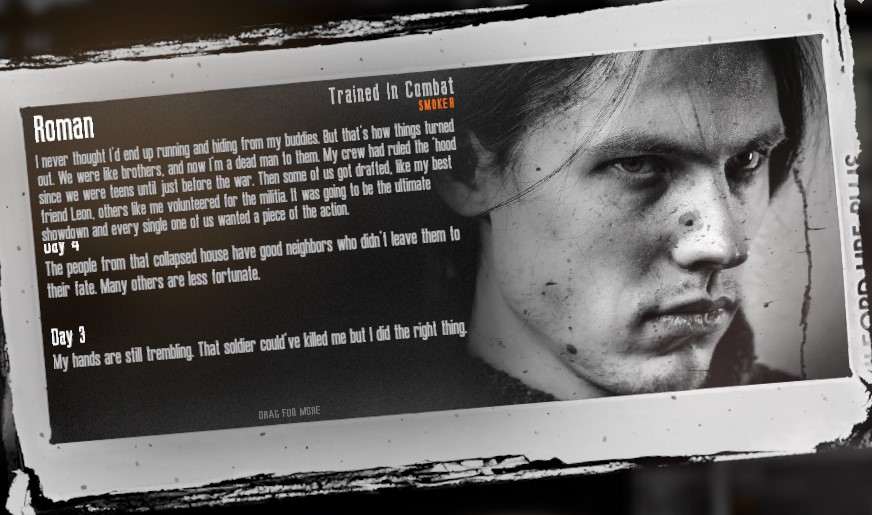 Trained In Combat
SMOKER
Roman
I never thought I'd end up running and hiding from my buddies. But that's how things turned
out. We were like brothers, and now I'm a dead man to them. My crew had ruled the 'hood
since we were teens until just before the war. Then some of us got drafted, like my best
friend Leon, others like me volunteered for the militia. It was going to be the ultimate
showdown and every single one of us wanted a piece of the action.
Day 4
The people from that collapsed house have good neighbors who didn't leave them to
their fate. Many others are less fortunate.
Day 3
My hands are still trembling. That soldier could've killed me but I did the right thing.
DRAG FOR MORE